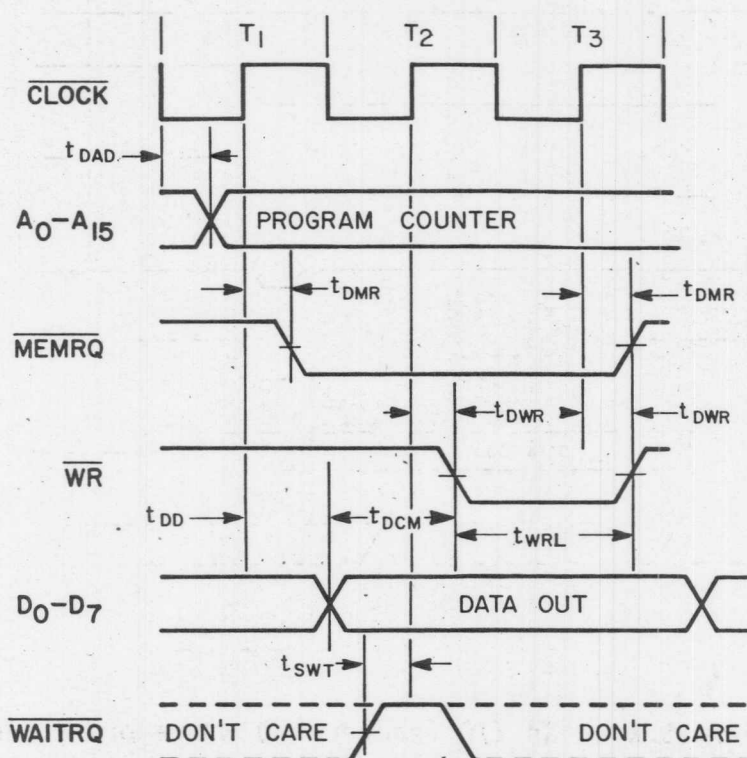 T1 T2 T3
CLOCK
tDAD
A0–A15 PROGRAM COUNTER
tDMR tDMR
MEMRQ
tDWR tDWR
WR
tDD tDCM tWRL
D0–D7 DATA OUT
tSWT
WAITRQ DON'T CARE DON'T CARE